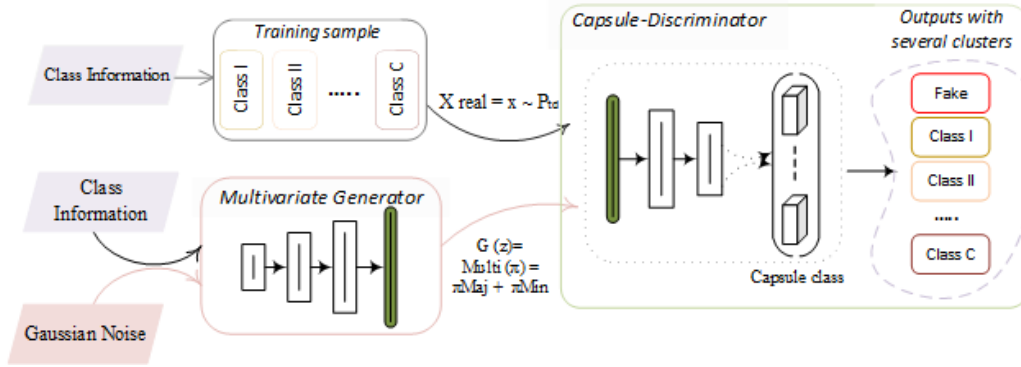 Training sample
Class Information
Class I
Class II
.....
Class C
X real = x ~ Ptd
Class
Information
Gaussian Noise
Multivariate Generator
G (z)=
Multi (π) =
πMaj + πMin
Capsule-Discriminator
Capsule class
Outputs with
several clusters
Fake
Class I
Class II
.....
Class C